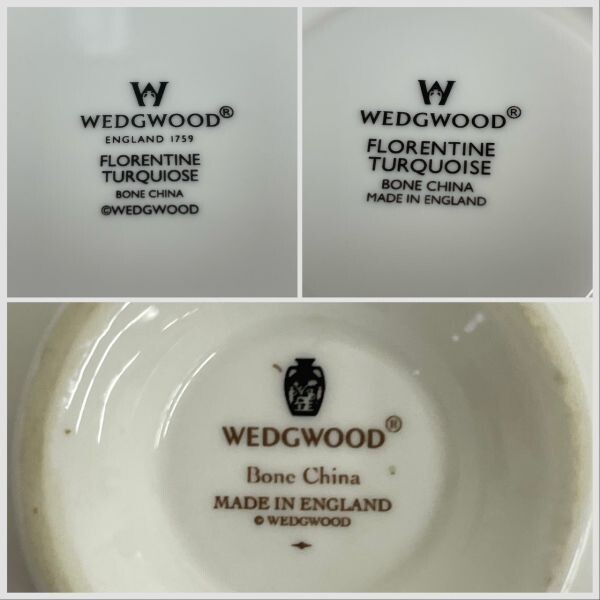 W
WEDGWOOD®
ENGLAND 1759
FLORENTINE
TURQUIOSE
BONE CHINA
©WEDGWOOD
W
WEDGWOOD®
FLORENTINE
TURQUOISE
BONE CHINA
MADE IN ENGLAND
WEDGWOOD®
Bone China
MADE IN ENGLAND
© WEDGWOOD